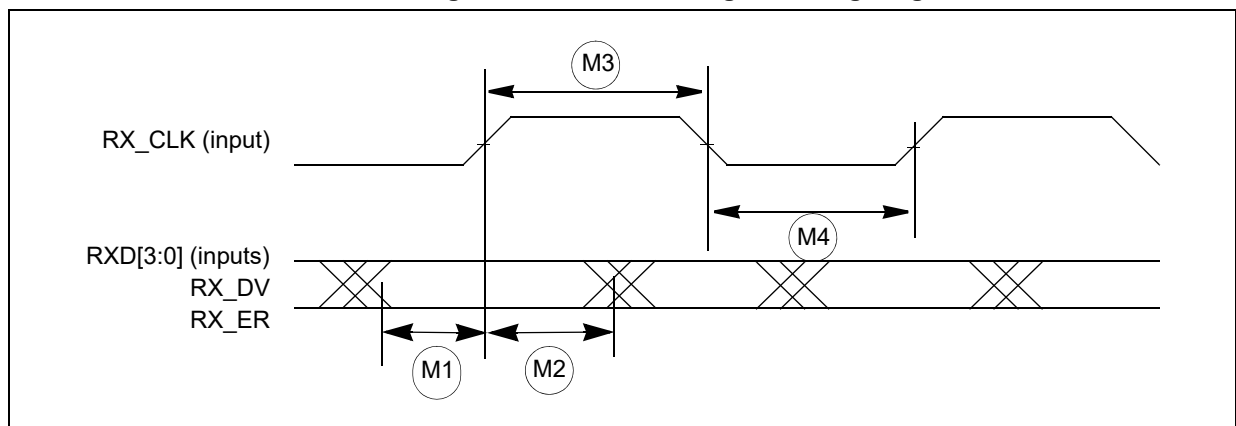 M3
RX_CLK (input)
M4
RXD[3:0] (inputs)
RX_DV
RX_ER
M1
M2